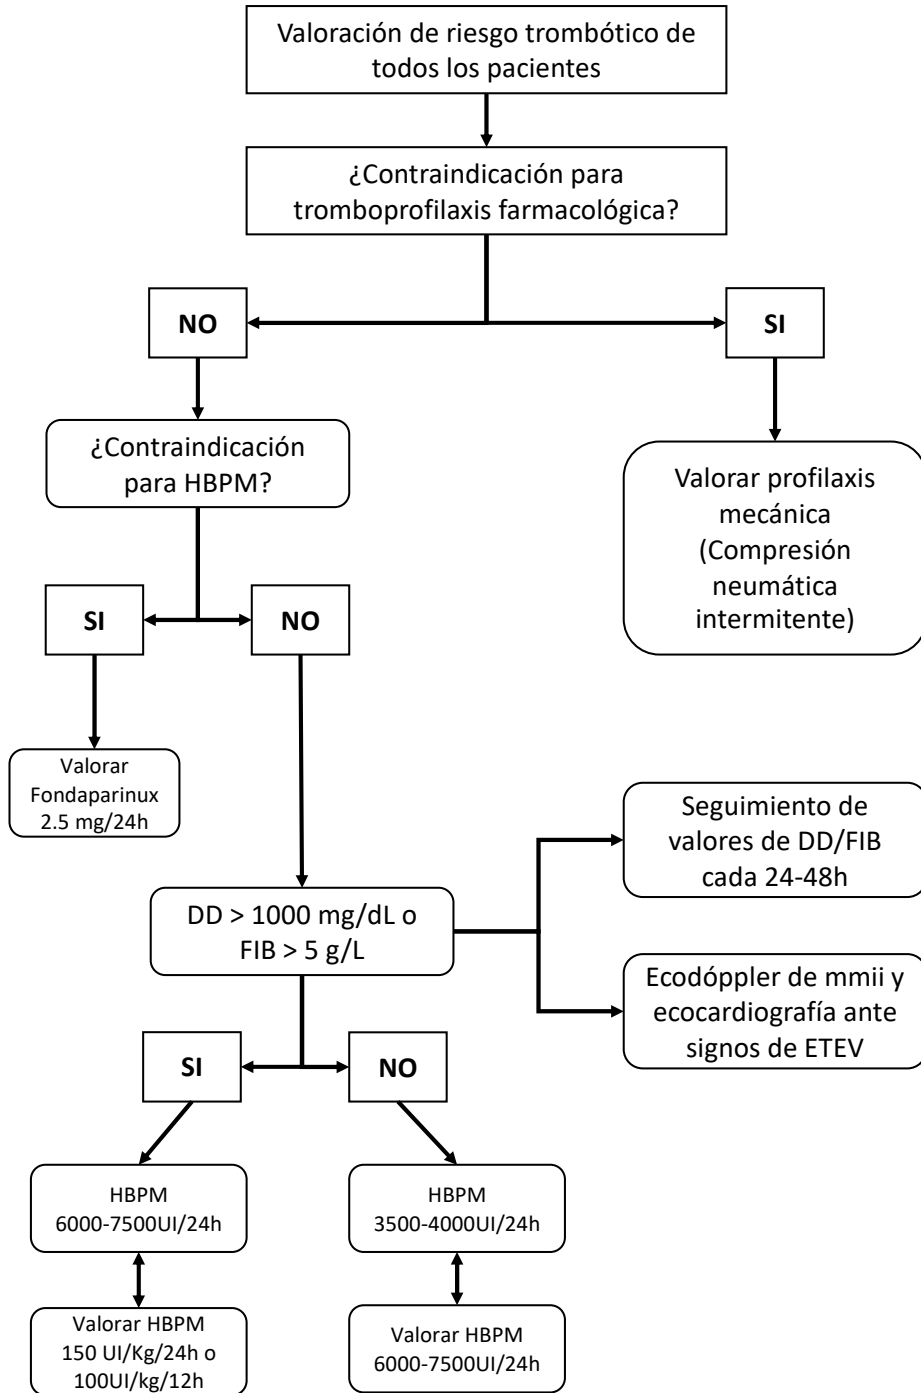 Valoración de riesgo trombótico de
todos los pacientes
¿Contraindicación para
tromboprofilaxis farmacológica?
NO
SI
¿Contraindicación
para HBPM?
Valorar profilaxis
mecánica
(Compresión
neumática
intermitente)
SI
NO
Valorar
Fondaparinux
2.5 mg/24h
Seguimiento de
valores de DD/FIB
cada 24-48h
DD > 1000 mg/dL o
FIB > 5 g/L
Ecodóppler de mmii y
ecocardiografía ante
signos de ETEV
SI
NO
HBPM
6000-7500UI/24h
HBPM
3500-4000UI/24h
Valorar HBPM
150 UI/Kg/24h o
100UI/kg/12h
Valorar HBPM
6000-7500UI/24h